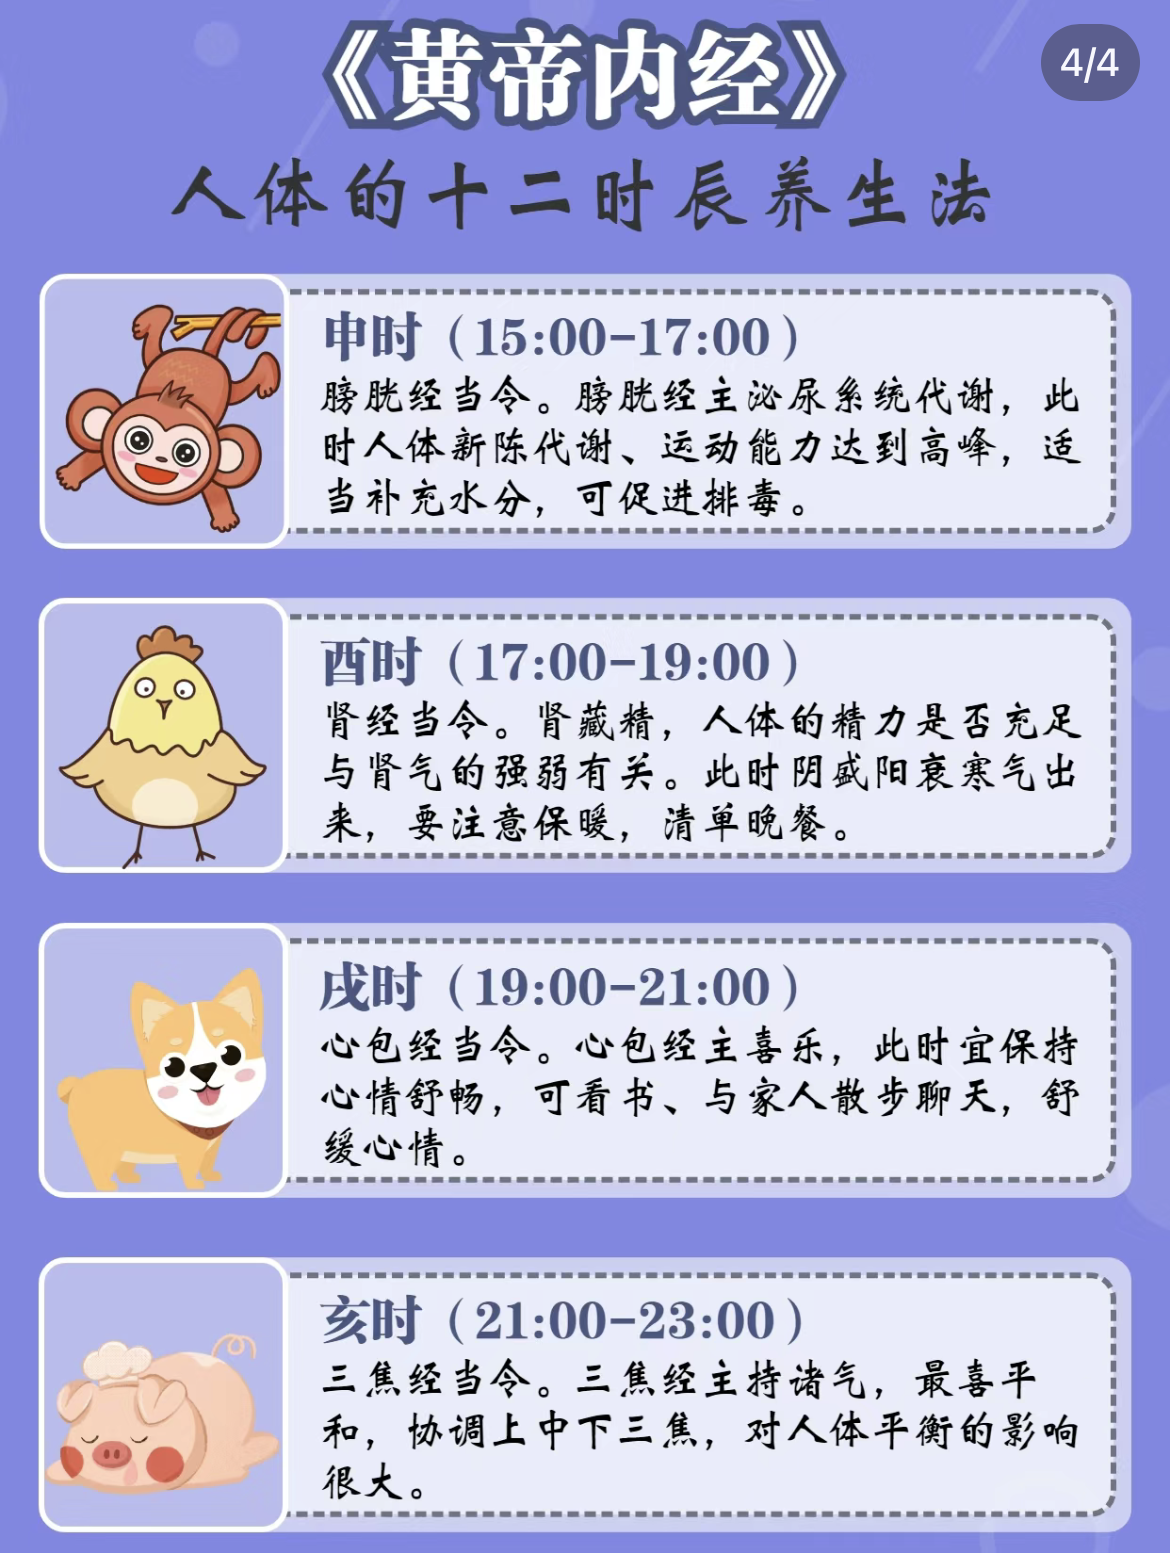 《黄帝内经》
4/4
人体的十二时辰养生法
申时（15:00-17:00）
膀胱经当令。膀胱经主泌尿系统代谢，此
时人体新陈代谢、运动能力达到高峰，适
当补充水分，可促进排毒。
酉时（17:00-19:00）
肾经当令。肾藏精，人体的精力是否充足
与肾气的强弱有关。此时阴盛阳衰寒气出
来，要注意保暖，清单晚餐。
戌时（19:00-21:00）
心包经当令。心包经主喜乐，此时宜保持
心情舒畅，可看书、与家人散步聊天，舒
缓心情。
亥时（21:00-23:00）
三焦经当令。三焦经主持诸气，最喜平
和，协调上中下三焦，对人体平衡的影响
很大。